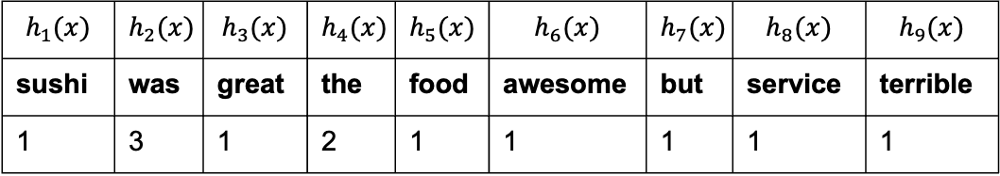 h₁(x) h₂(x) h₃(x) h₄(x) h₅(x) h₆(x) h₇(x) h₈(x) h₉(x)
sushi was great the food awesome but service terrible
1 3 1 2 1 1 1 1 1